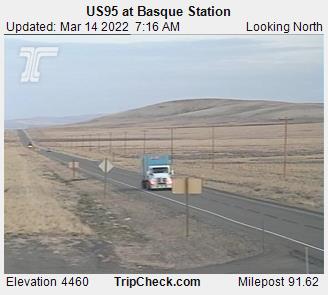 US95 at Basque Station
Updated: Mar 14 2022 7:16 AM Looking North
Elevation 4460 TripCheck.com Milepost 91.62